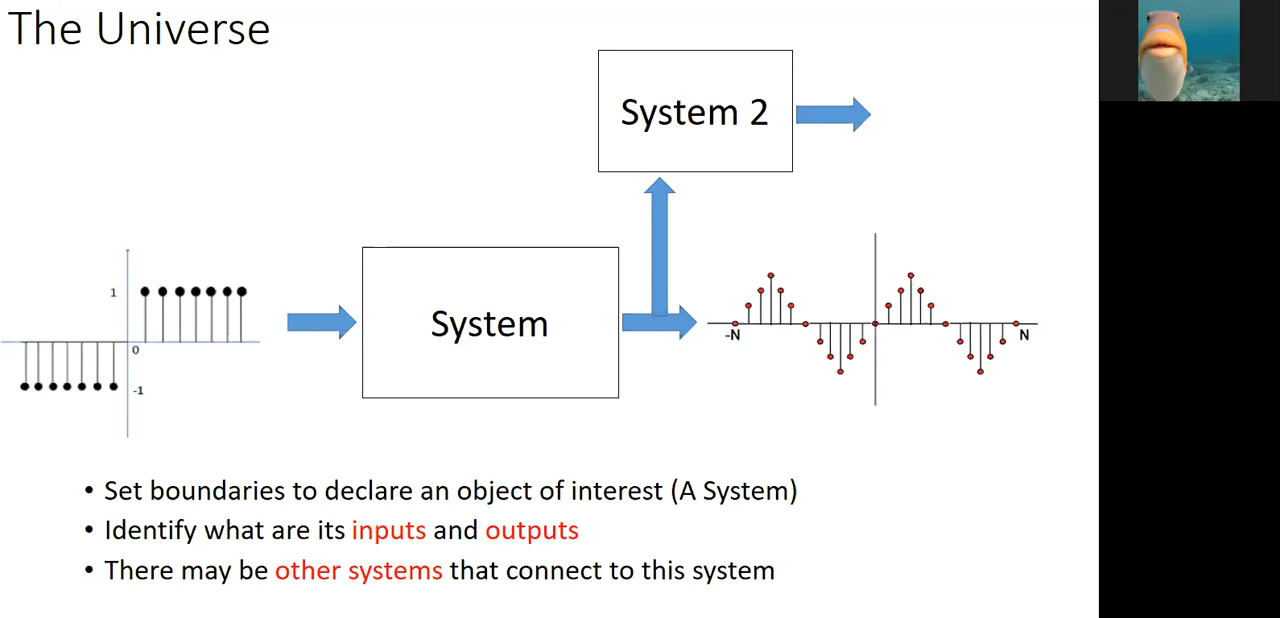 The Universe
System 2
1
0
-1
System
-N
N
• Set boundaries to declare an object of interest (A System)
• Identify what are its inputs and outputs
• There may be other systems that connect to this system